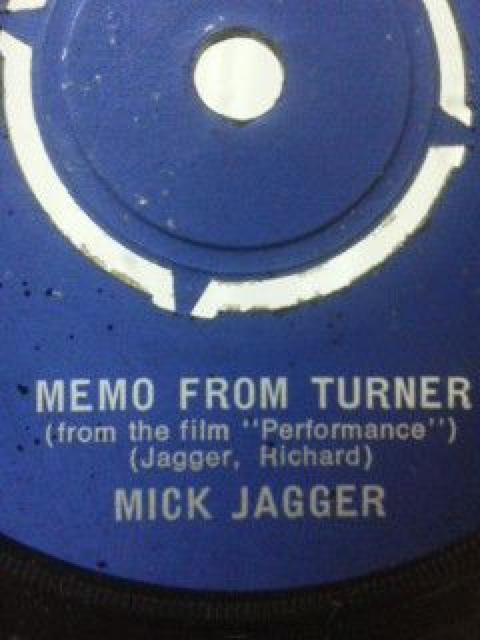 MEMO FROM TURNER
(from the film "Performance")
(Jagger, Richard)
MICK JAGGER